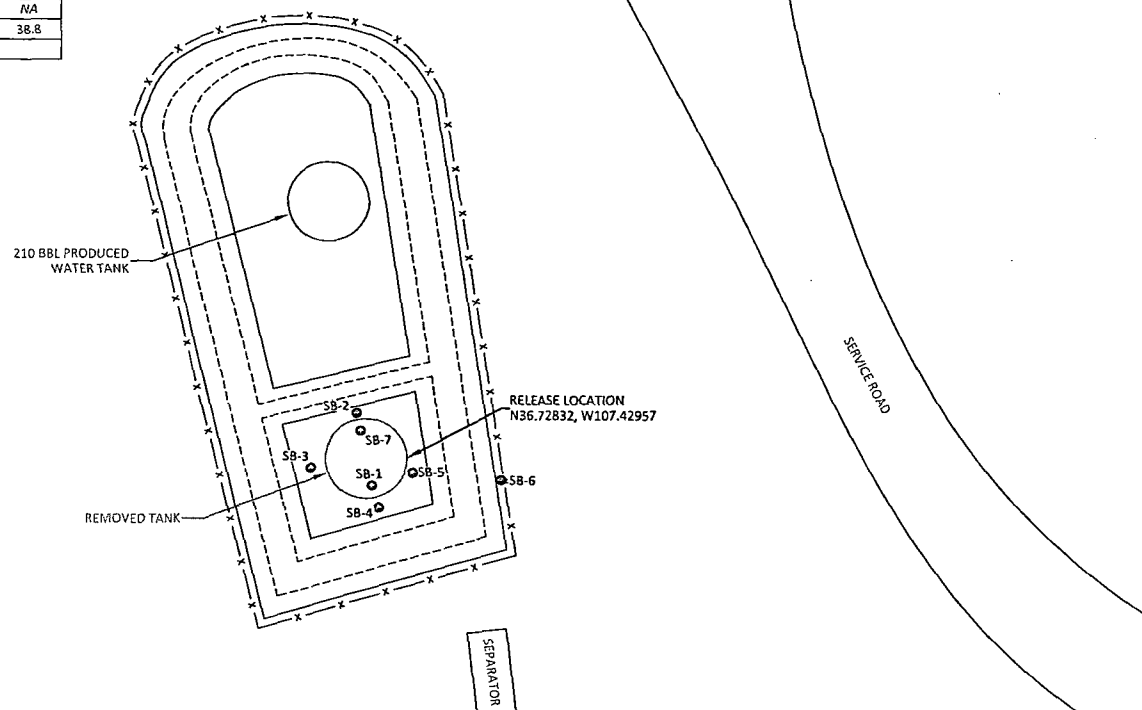 NA
38.8
210 BBL PRODUCED
WATER TANK
SERVICE ROAD
RELEASE LOCATION
N36.72832, W107.42957
SB-2
SB-7
SB-3
SB-1
SB-5
SB-6
SB-4
REMOVED TANK
SEPARATOR